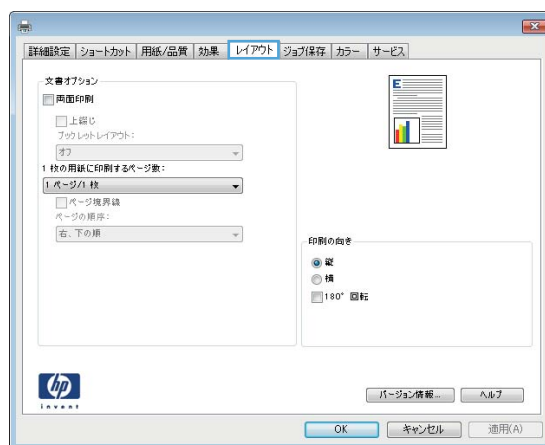 詳細設定 ショートカット 用紙/品質 効果 レイアウト ジョブ保存 カラー サービス
文書オプション
両面印刷
上綴じ
ブックレットレイアウト:
オフ
1 枚の用紙に印刷するページ数:
1 ページ/1 枚
ページ境界線
ページの順序:
右、下の順
E
印刷の向き
縦
横
180° 回転
hp
invent
バージョン情報... ヘルプ
OK キャンセル 適用(A)